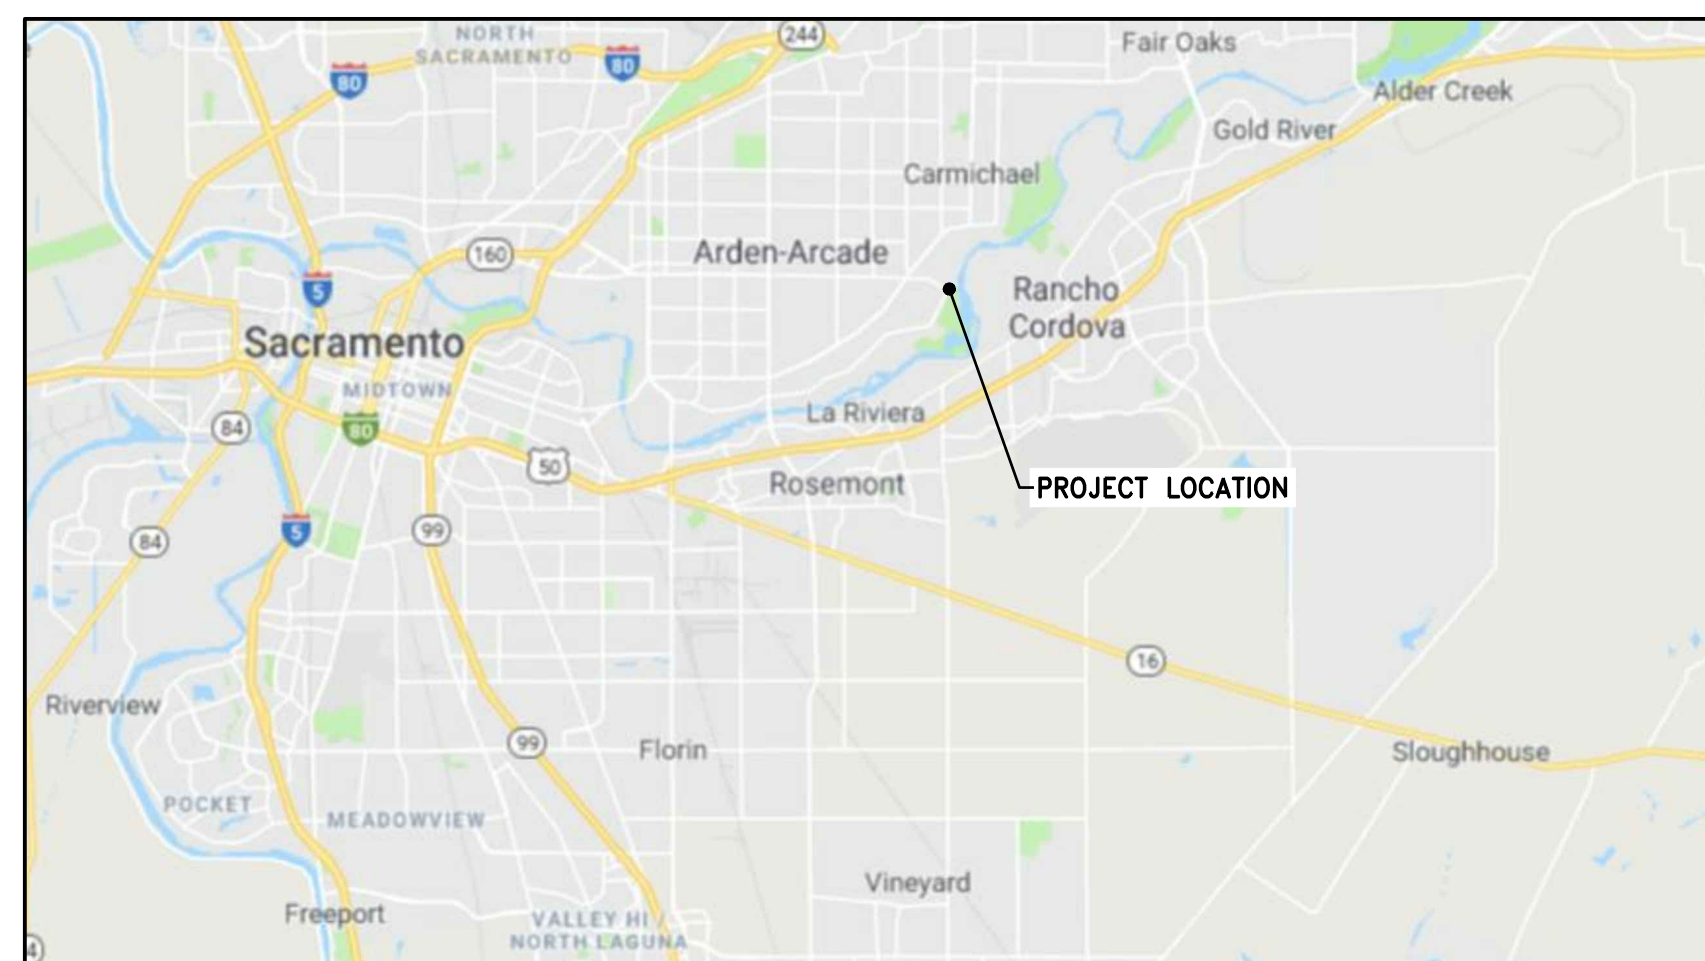 NORTH
SACRAMENTO
244
Fair Oaks
80
80
Alder Creek
Gold River
Carmichael
160
Arden-Arcade
5
Rancho
Cordova
Sacramento
MIDTOWN
84
80
La Riviera
50
Rosemont
PROJECT LOCATION
84
5
99
16
Riverview
99
Florin
Sloughhouse
POCKET
MEADOWVIEW
Vineyard
Freeport
VALLEY HI /
NORTH LAGUNA